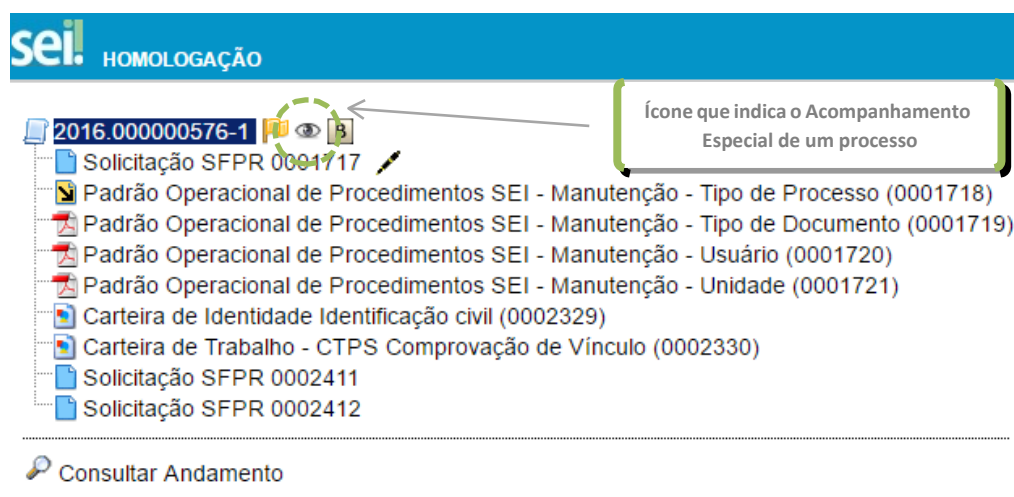 sei! HOMOLOGAÇÃO
Ícone que indica o Acompanhamento
Especial de um processo
2016.000000576-1 B
Solicitação SFPR 0001717
Padrão Operacional de Procedimentos SEI - Manutenção - Tipo de Processo (0001718)
Padrão Operacional de Procedimentos SEI - Manutenção - Tipo de Documento (0001719)
Padrão Operacional de Procedimentos SEI - Manutenção - Usuário (0001720)
Padrão Operacional de Procedimentos SEI - Manutenção - Unidade (0001721)
Carteira de Identidade Identificação civil (0002329)
Carteira de Trabalho - CTPS Comprovação de Vínculo (0002330)
Solicitação SFPR 0002411
Solicitação SFPR 0002412
Consultar Andamento